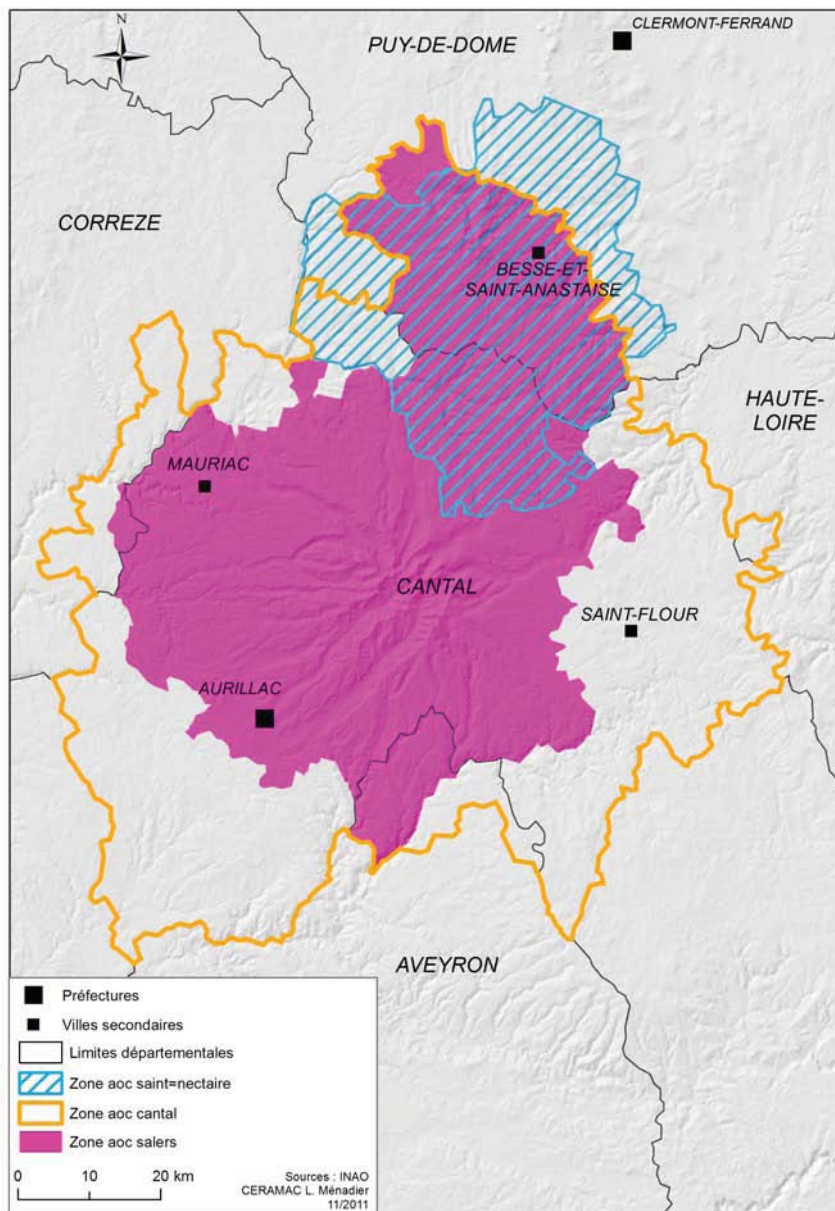 N
CLERMONT-FERRAND
PUY-DE-DOME
CORREZE
BESSE-ET-
SAINT-ANASTAISE
HAUTE-
LOIRE
MAURIAC
CANTAL
SAINT-FLOUR
AURILLAC
AVEYRON
Préfectures
Villes secondaires
Limites départementales
Zone aoc saint=nectaire
Zone aoc cantal
Zone aoc salers
0 10 20 km
Sources : INAO
CERAMAC L. Ménadier
11/2011